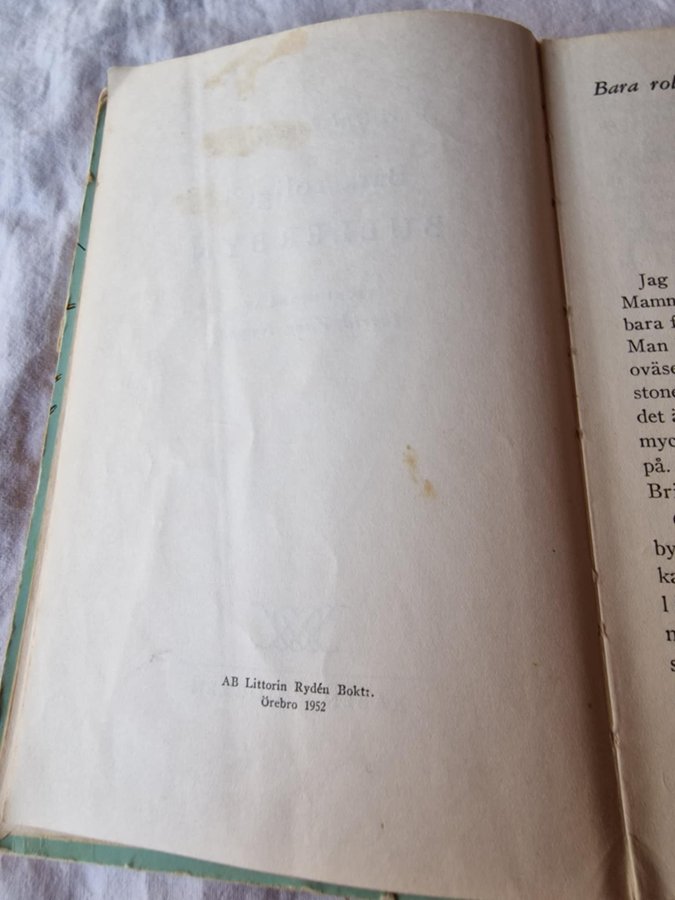 AB Littorin Rydén Boktr.
Örebro 1952
Bara rol
Jag
Mamm
bara f
Man
oväse
stone
det ä
myc
på.
Bri
by
ka
I
n
s